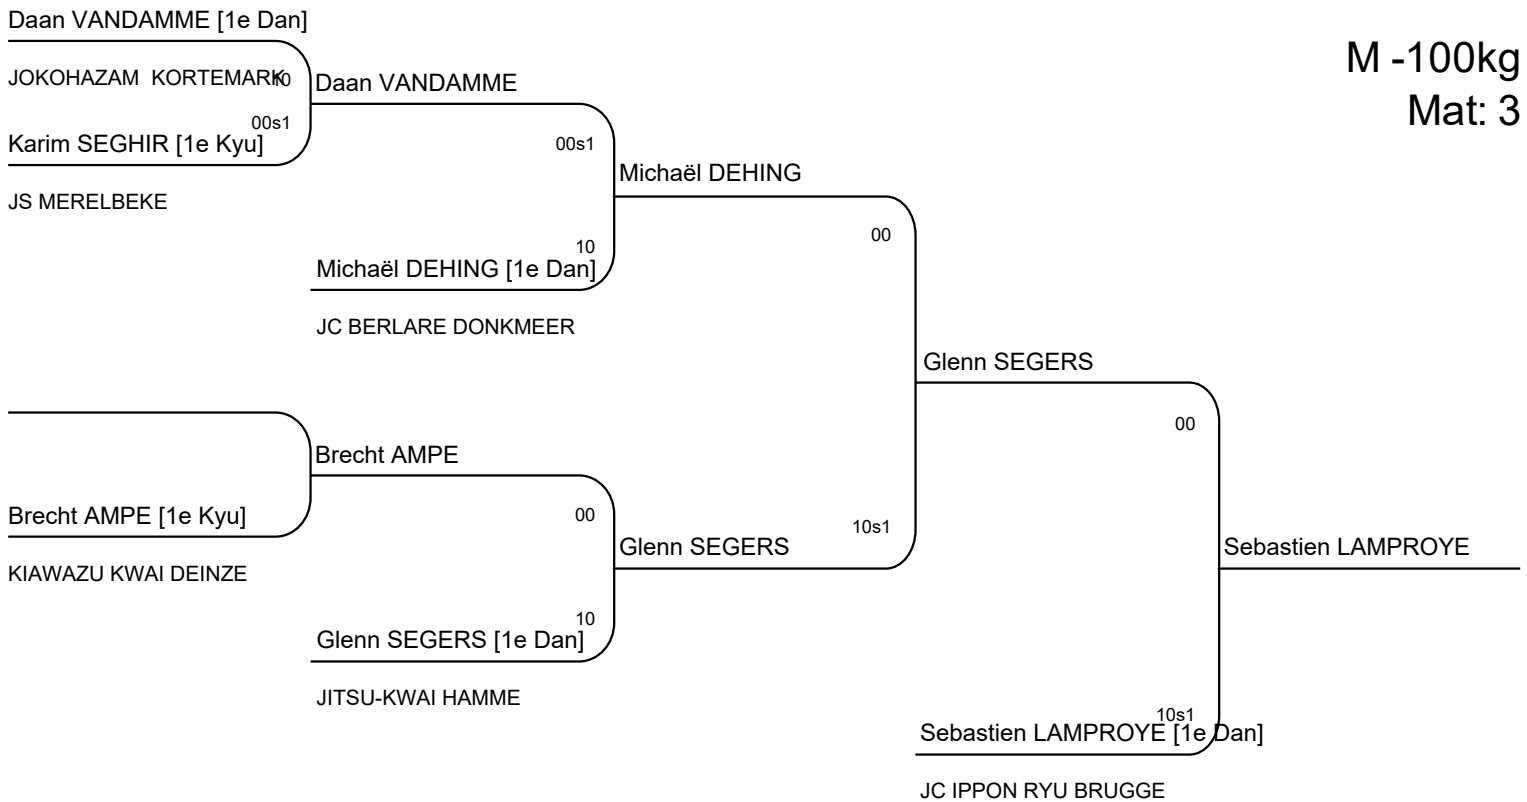 Daan VANDAMME [1e Dan]
JOKOHAZAM KORTEMARK
10
00s1
Karim SEGHIR [1e Kyu]
JS MERELBEKE
Brecht AMPE [1e Kyu]
KIAWAZU KWAI DEINZE
Daan VANDAMME
00s1
10
Michaël DEHING [1e Dan]
JC BERLARE DONKMEER
Brecht AMPE
00
10
Glenn SEGERS [1e Dan]
JITSU-KWAI HAMME
Michaël DEHING
00
10s1
Glenn SEGERS
Glenn SEGERS
00
10s1
Sebastien LAMPROYE [1e Dan]
JC IPPON RYU BRUGGE
Sebastien LAMPROYE
M -100kg
Mat: 3